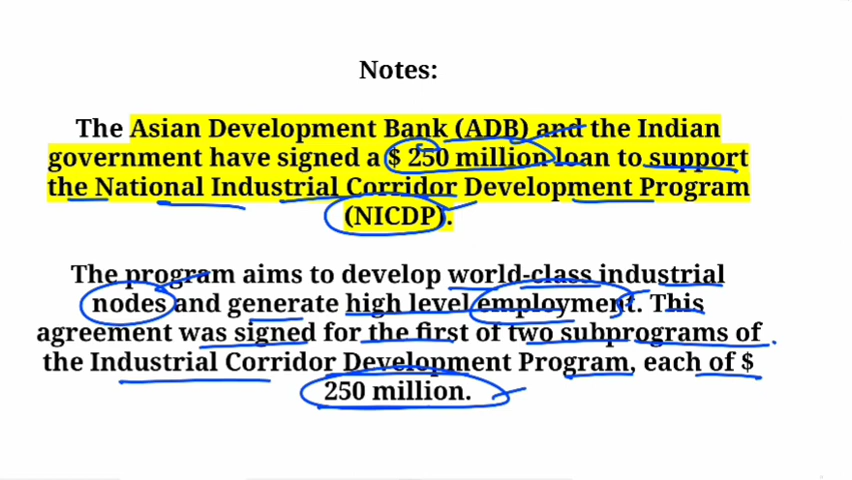 Notes:
The Asian Development Bank (ADB) and the Indian
government have signed a $ 250 million loan to support
the National Industrial Corridor Development Program
(NICDP).
The program aims to develop world-class industrial
nodes and generate high level employment. This
agreement was signed for the first of two subprograms of
the Industrial Corridor Development Program, each of $
250 million.